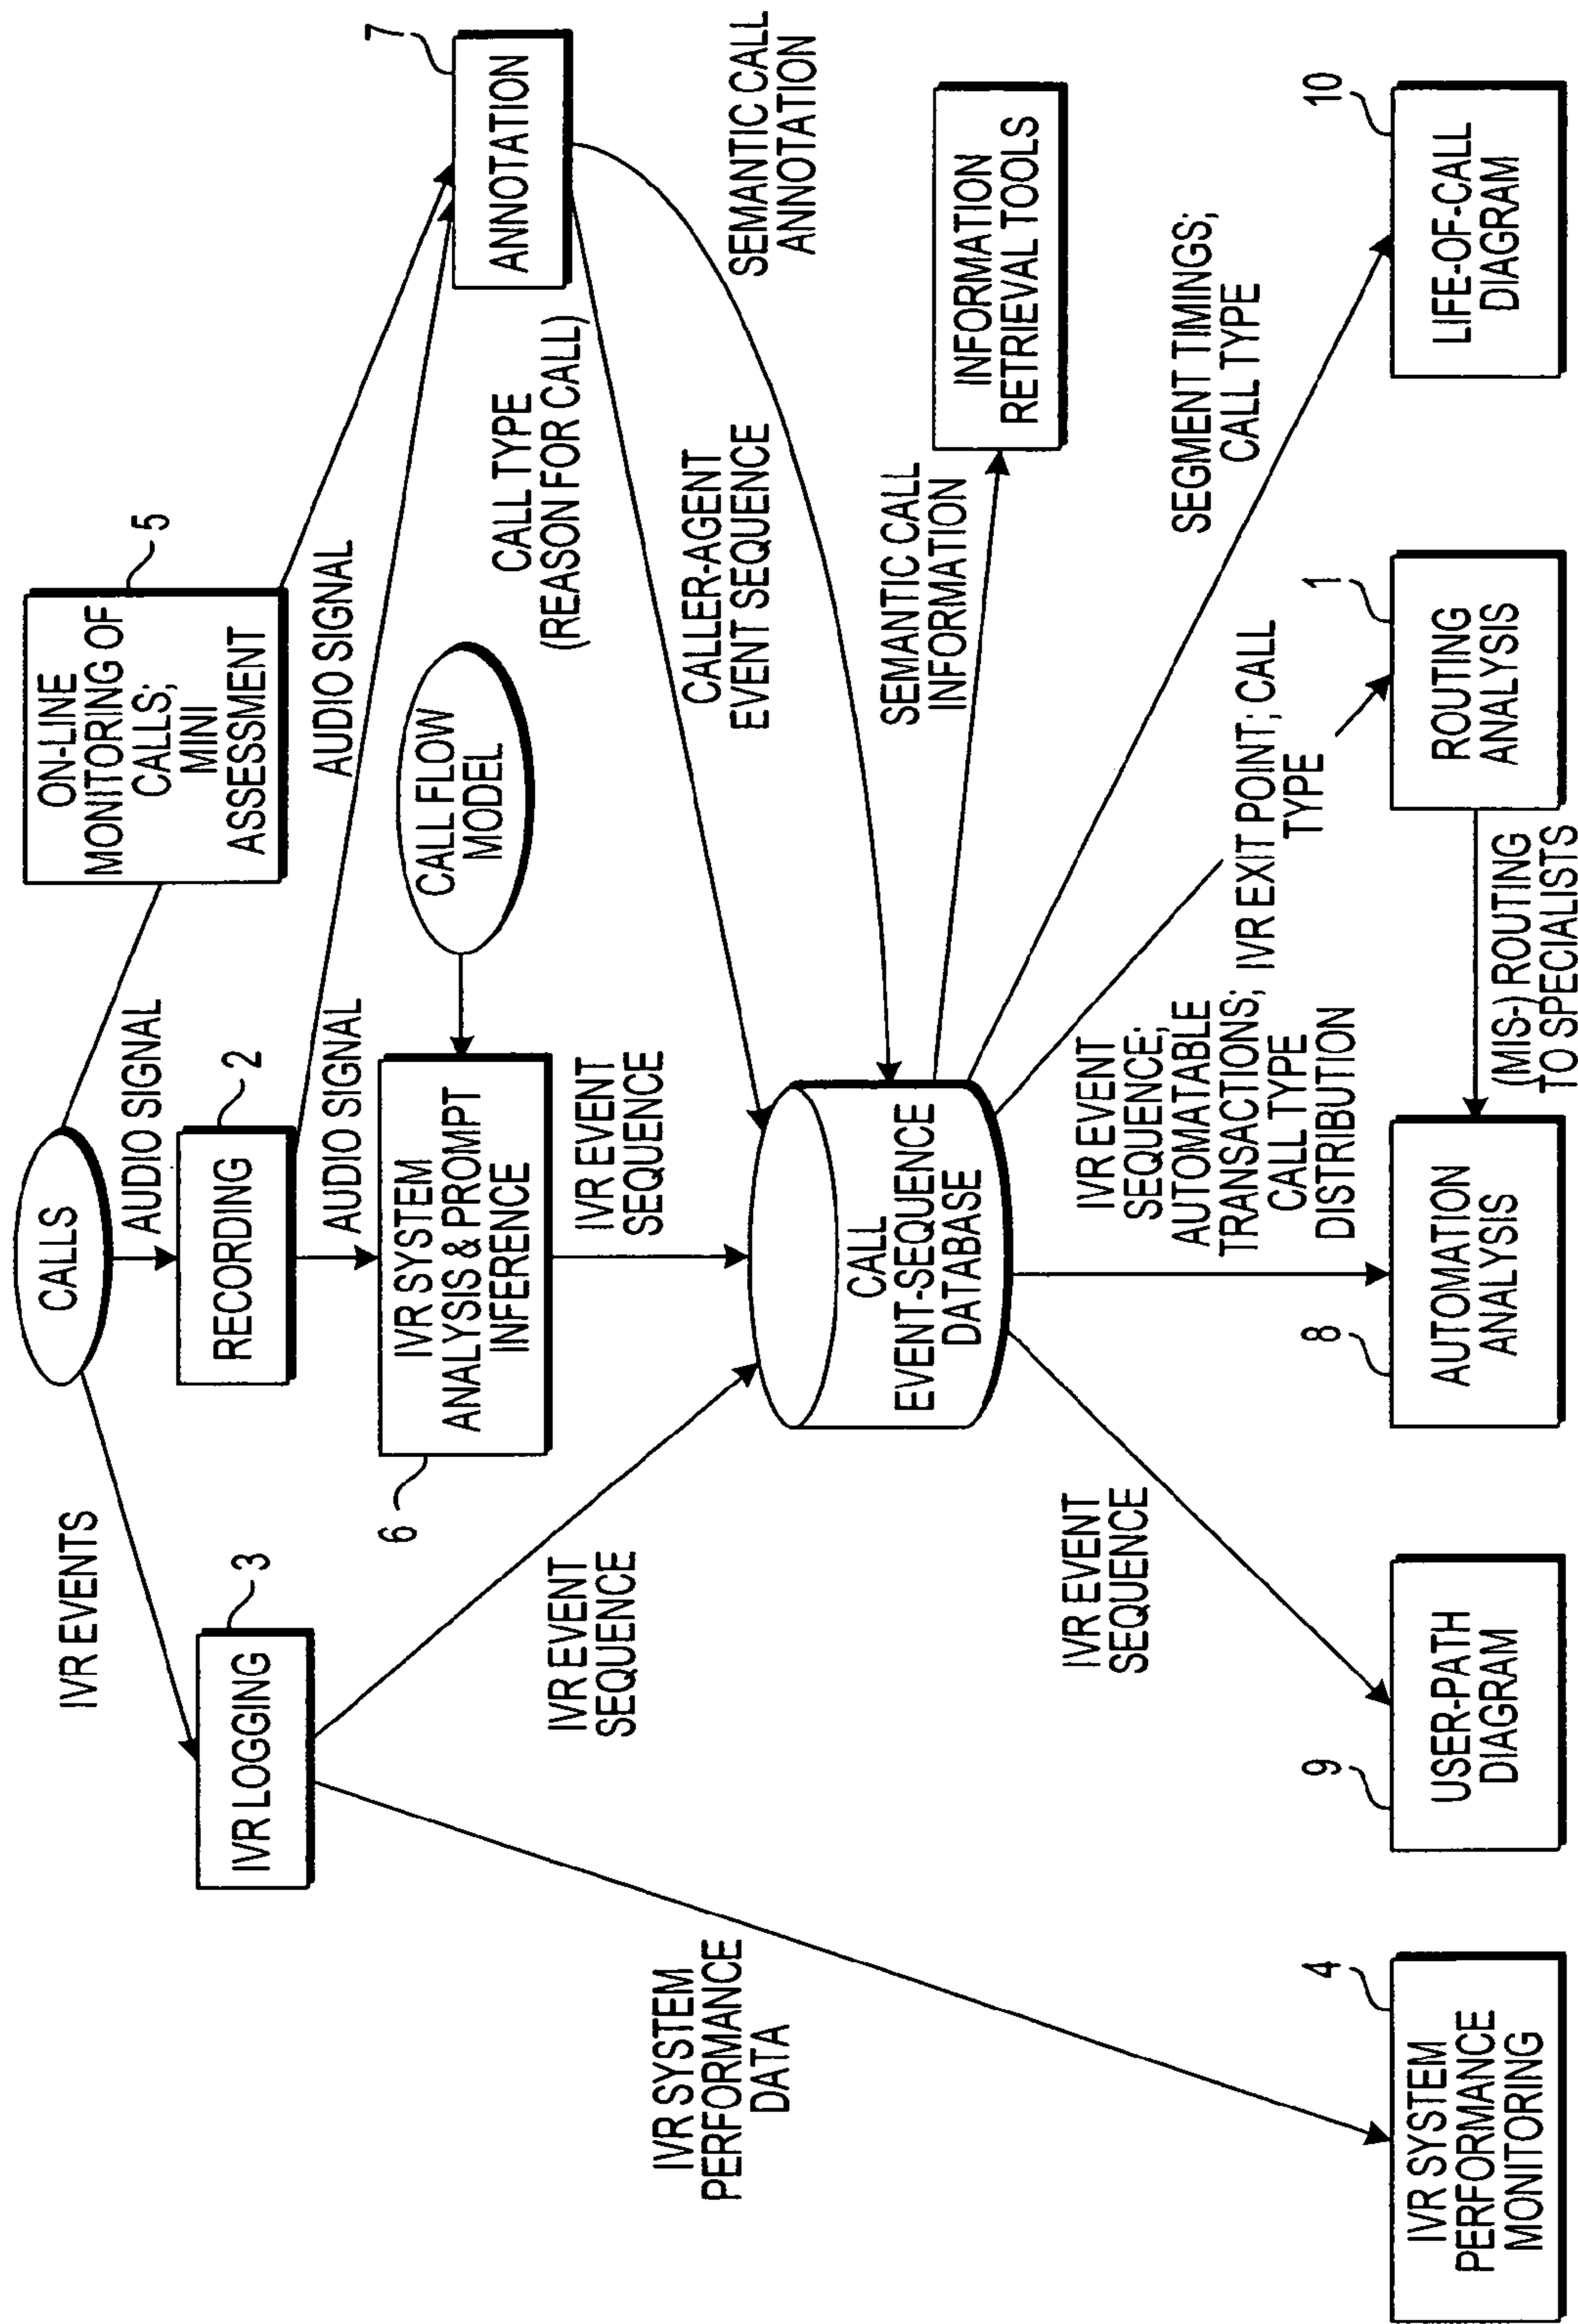 CALLS
IVR EVENTS
AUDIO SIGNAL
ON-LINE
MONITORING OF
CALLS;
MINI
ASSESSMENT
5
IVR LOGGING
3
RECORDING
2
AUDIO SIGNAL
AUDIO SIGNAL
ANNOTATION
7
IVR SYSTEM
ANALYSIS & PROMPT
INFERENCE
6
CALL FLOW
MODEL
CALL TYPE
(REASON FOR CALL)
IVR EVENT
SEQUENCE
IVR EVENT
SEQUENCE
CALLER-AGENT
EVENT SEQUENCE
SEMANTIC CALL
ANNOTATION
IVR SYSTEM
PERFORMANCE
DATA
CALL
EVENT-SEQUENCE
DATABASE
SEMANTIC CALL
INFORMATION
INFORMATION
RETRIEVAL TOOLS
IVR EVENT
SEQUENCE
IVR EVENT
SEQUENCE;
AUTOMATABLE
TRANSACTIONS;
CALL TYPE
DISTRIBUTION
IVR EXIT POINT; CALL
TYPE
SEGMENT TIMINGS;
CALL TYPE
4
IVR SYSTEM
PERFORMANCE
MONITORING
9
USER-PATH
DIAGRAM
8
AUTOMATION
ANALYSIS
(MIS-) ROUTING
TO SPECIALISTS
1
ROUTING
ANALYSIS
10
LIFE-OF-CALL
DIAGRAM